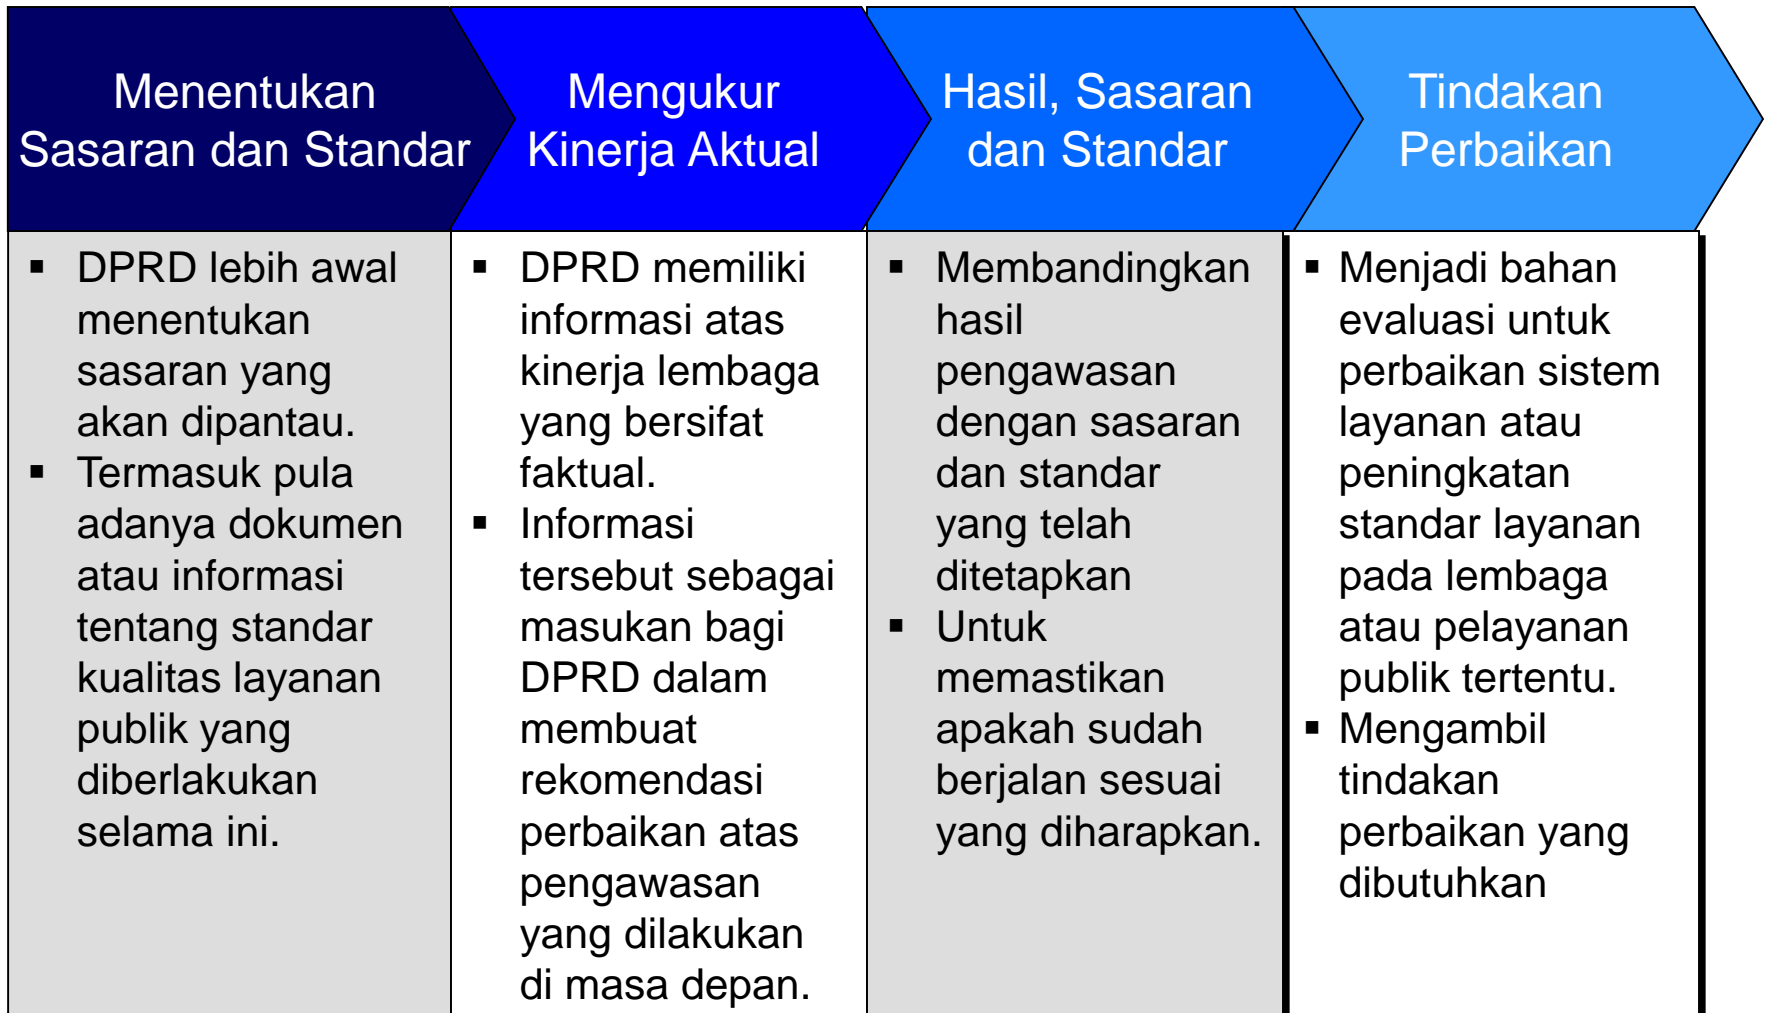 Menentukan
Sasaran dan Standar
Mengukur
Kinerja Aktual
Hasil, Sasaran
dan Standar
Tindakan
Perbaikan
▪ DPRD lebih awal
menentukan
sasaran yang
akan dipantau.
▪ Termasuk pula
adanya dokumen
atau informasi
tentang standar
kualitas layanan
publik yang
diberlakukan
selama ini.
▪ DPRD memiliki
informasi atas
kinerja lembaga
yang bersifat
faktual.
▪ Informasi
tersebut sebagai
masukan bagi
DPRD dalam
membuat
rekomendasi
perbaikan atas
pengawasan
yang dilakukan
di masa depan.
▪ Membandingkan
hasil
pengawasan
dengan sasaran
dan standar
yang telah
ditetapkan
▪ Untuk
memastikan
apakah sudah
berjalan sesuai
yang diharapkan.
▪ Menjadi bahan
evaluasi untuk
perbaikan sistem
layanan atau
peningkatan
standar layanan
pada lembaga
atau pelayanan
publik tertentu.
▪ Mengambil
tindakan
perbaikan yang
dibutuhkan